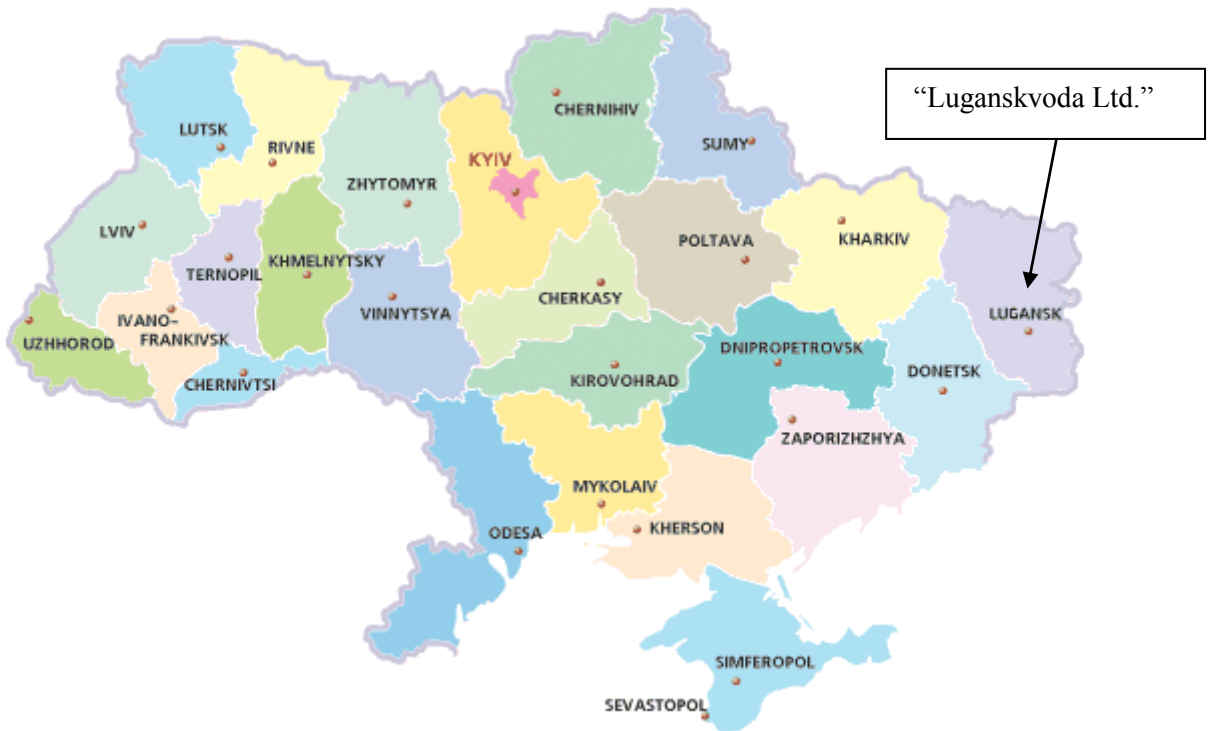 “Luganskvoda Ltd.”
CHERNIHIV
LUTSK
SUMY
RIVNE
KYIV
ZHYTOMYR
LVIV
POLTAVA
KHARKIV
KHMELNYTSKY
TERNOPIL
CHERKASY
VINNYTSYA
LUGANSK
IVANO-
FRANKIVSK
UZHHOROD
DNIPROPETROVSK
DONETSK
KIROVOHRAD
CHERNIVTSI
ZAPORIZHZHYA
MYKOLAIV
KHERSON
ODESA
SIMFEROPOL
SEVASTOPOL